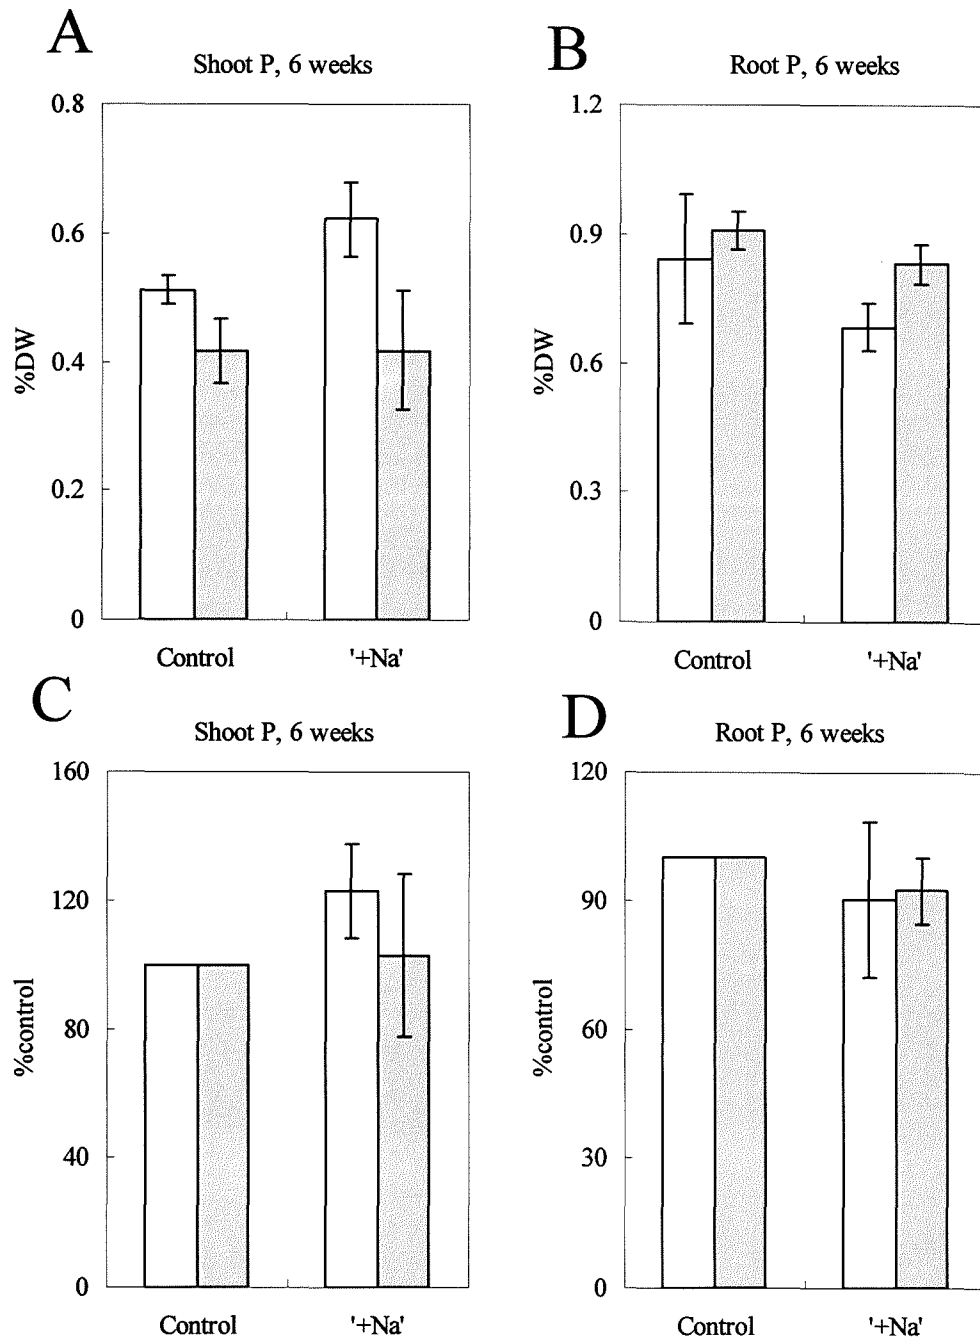 A
Shoot P, 6 weeks
0.8
0.6
0.4
0.2
0
%DW
Control
'+Na'
B
Root P, 6 weeks
1.2
0.9
0.6
0.3
0
%DW
Control
'+Na'
C
Shoot P, 6 weeks
160
120
80
40
0
%control
Control
'+Na'
D
Root P, 6 weeks
120
90
60
30
0
%control
Control
'+Na'